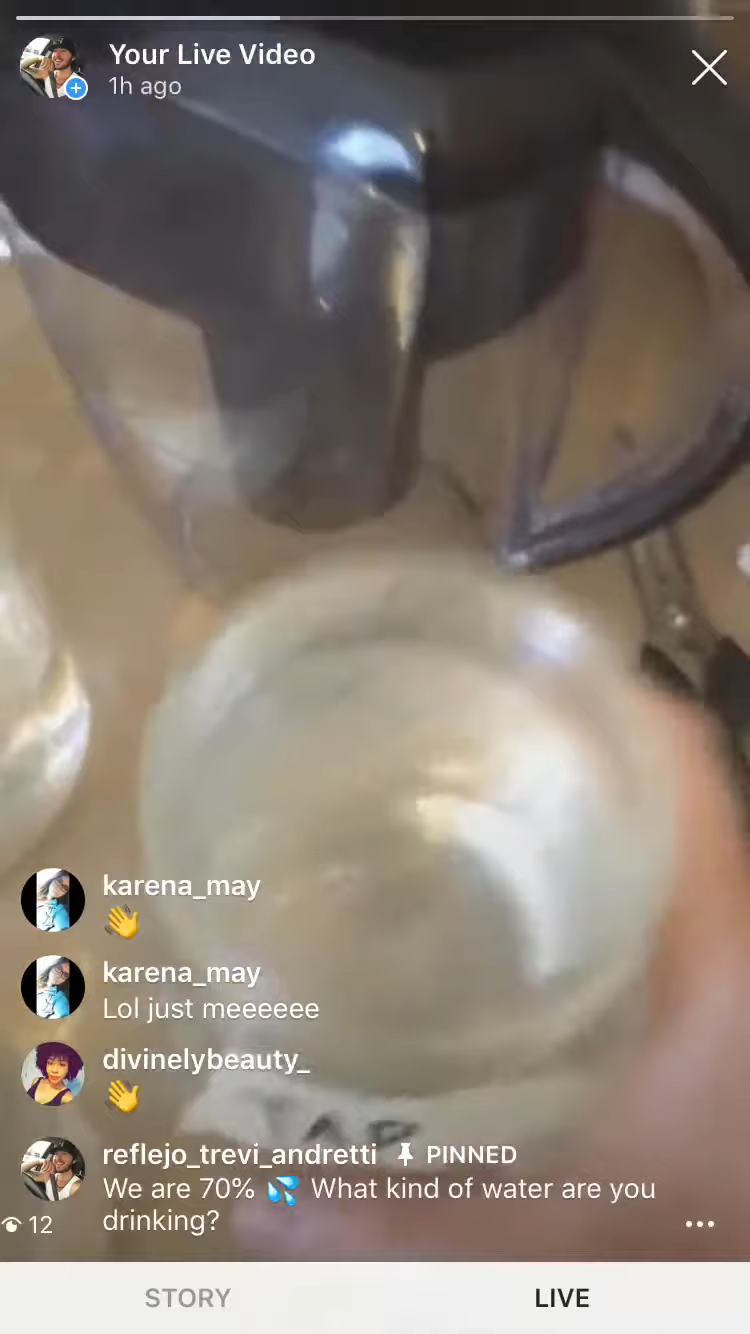 Your Live Video
1h ago
karena_may
👋
karena_may
Lol just meeeeee
divinelybeauty_
👋
TAP
reflejo_trevi_andretti PINNED
We are 70% 💦 What kind of water are you
drinking?
12
STORY
LIVE